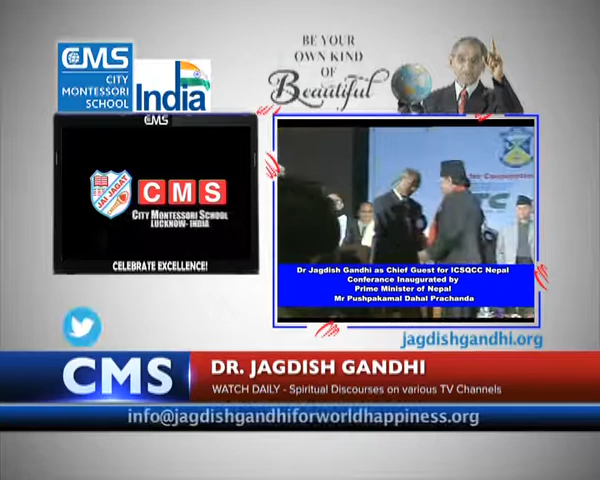 CMS
CITY
MONTESSORI
SCHOOL
India
BE YOUR
OWN KIND
OF
Beautiful
CMS
JAI JAGAT
CMS
CITY MONTESSORI SCHOOL
LUCKNOW- INDIA
CELEBRATE EXCELLENCE!
Dr Jagdish Gandhi as Chief Guest for ICSQCC Nepal
Conferance Inaugurated by
Prime Minister of Nepal
Mr Pushpakamal Dahal Prachanda
jagdishgandhi.org
CMS
DR. JAGDISH GANDHI
WATCH DAILY - Spiritual Discourses on various TV Channels
info@jagdishgandhiforworldhappiness.org